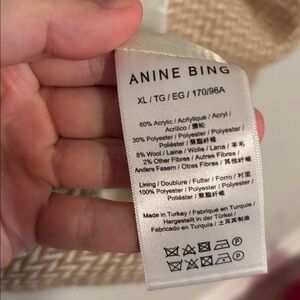 ANINE BING
XL / TG / EG / 170/96A
60% Acrylic / Acrylique / Acryl /
Acrílico / 腈纶
30% Polyester / Polyester / Polyester /
Poliéster / 聚酯纤维
8% Wool / Laine / Wolle / Lana / 羊毛
2% Other Fibres / Autres Fibres /
Andere Fasern / Otras Fibras / 其他纤维
Lining / Doublure / Futter / Forro / 衬里
100% Polyester / Polyester / Polyester /
Poliéster / 聚酯纤维
Made in Turkey / Fabriqué en Turquie /
Hergestellt in der Türkei /
Fabricado en Turquía / 土耳其制造
P
P